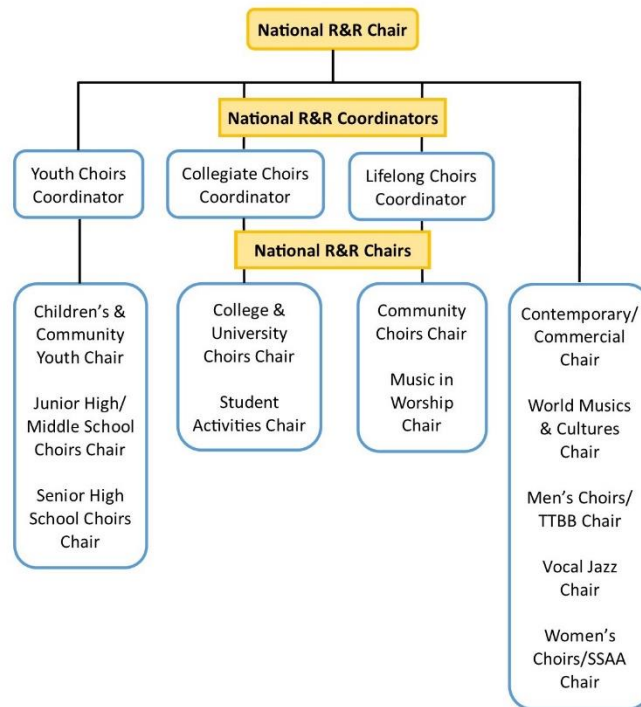 National R&R Chair
National R&R Coordinators
Youth Choirs
Coordinator
Collegiate Choirs
Coordinator
Lifelong Choirs
Coordinator
National R&R Chairs
Children’s &
Community
Youth Chair
Junior High/
Middle School
Choirs Chair
Senior High
School Choirs
Chair
College &
University
Choirs Chair
Student
Activities Chair
Community
Choirs Chair
Music in
Worship
Chair
Contemporary/
Commercial
Chair
World Musics
& Cultures
Chair
Men’s Choirs/
TTBB Chair
Vocal Jazz
Chair
Women’s
Choirs/SSAA
Chair